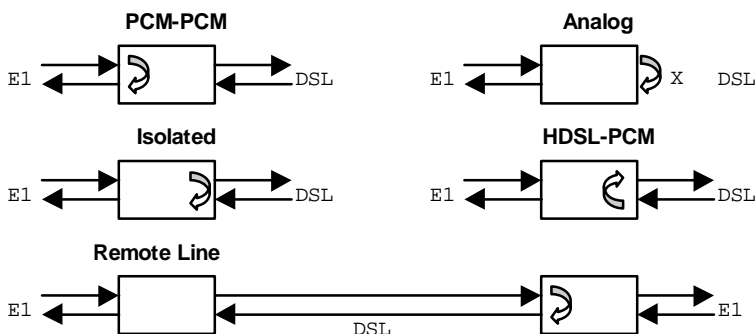 PCM-PCM
Analog
E1
DSL
E1
X
DSL
Isolated
HDSL-PCM
E1
DSL
E1
DSL
Remote Line
E1
DSL
E1